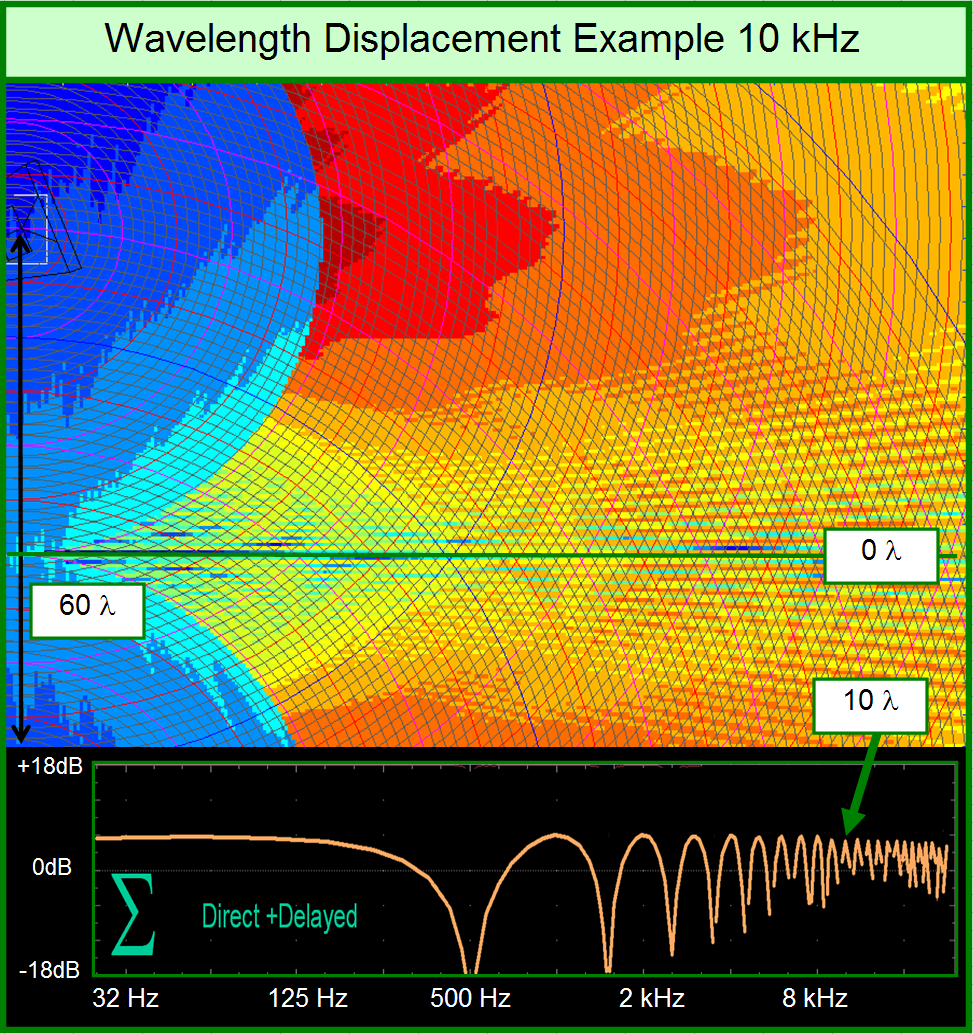 Wavelength Displacement Example 10 kHz
0 λ
60 λ
10 λ
+18dB
0dB
∑ Direct +Delayed
-18dB
32 Hz 125 Hz 500 Hz 2 kHz 8 kHz